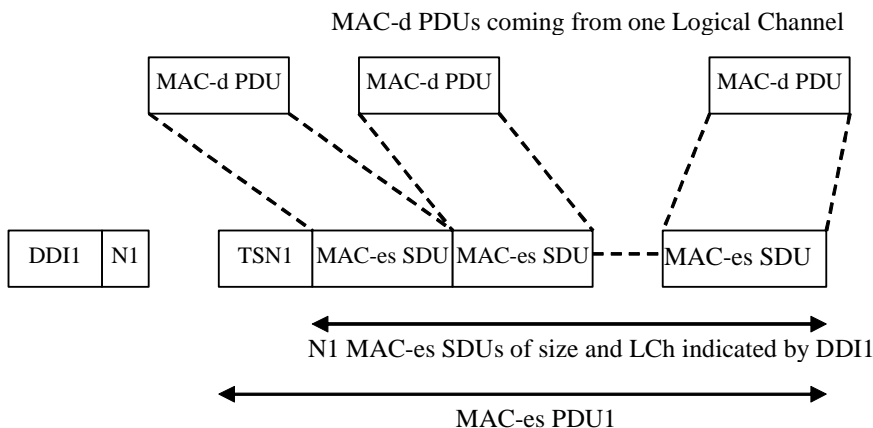 MAC-d PDUs coming from one Logical Channel
MAC-d PDU MAC-d PDU MAC-d PDU
DDI1 N1 TSN1 MAC-es SDU MAC-es SDU MAC-es SDU
N1 MAC-es SDUs of size and LCh indicated by DDI1
MAC-es PDU1